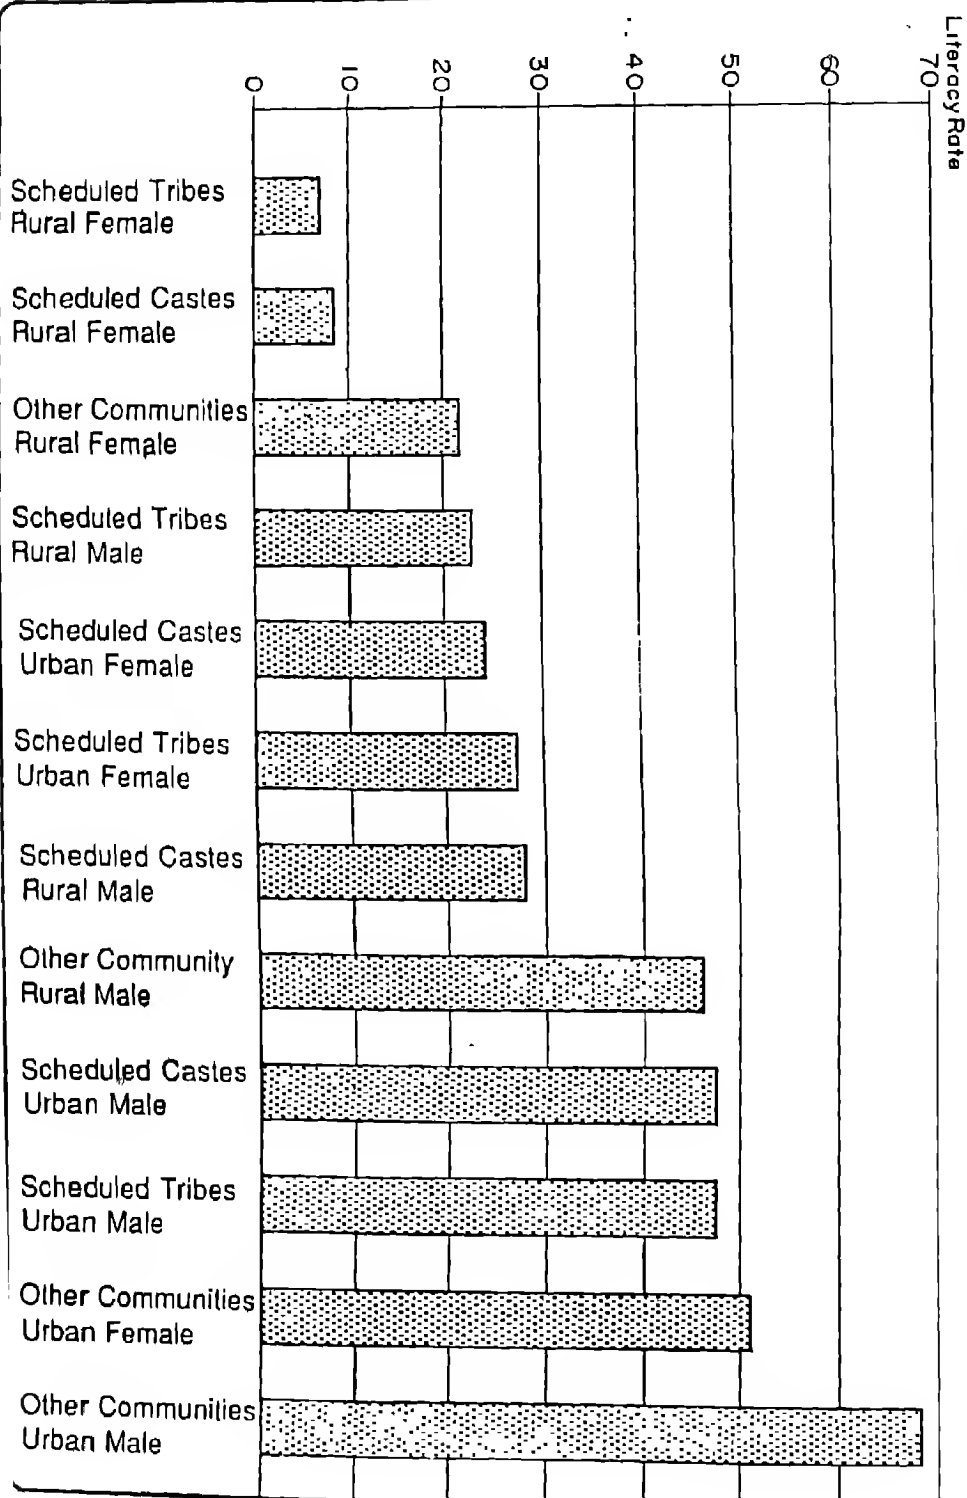 Literacy Rate
0
10
20
30
40
50
60
70
Scheduled Tribes
Rural Female
Scheduled Castes
Rural Female
Other Communities
Rural Female
Scheduled Tribes
Rural Male
Scheduled Castes
Urban Female
Scheduled Tribes
Urban Female
Scheduled Castes
Rural Male
Other Community
Rural Male
Scheduled Castes
Urban Male
Scheduled Tribes
Urban Male
Other Communities
Urban Female
Other Communities
Urban Male